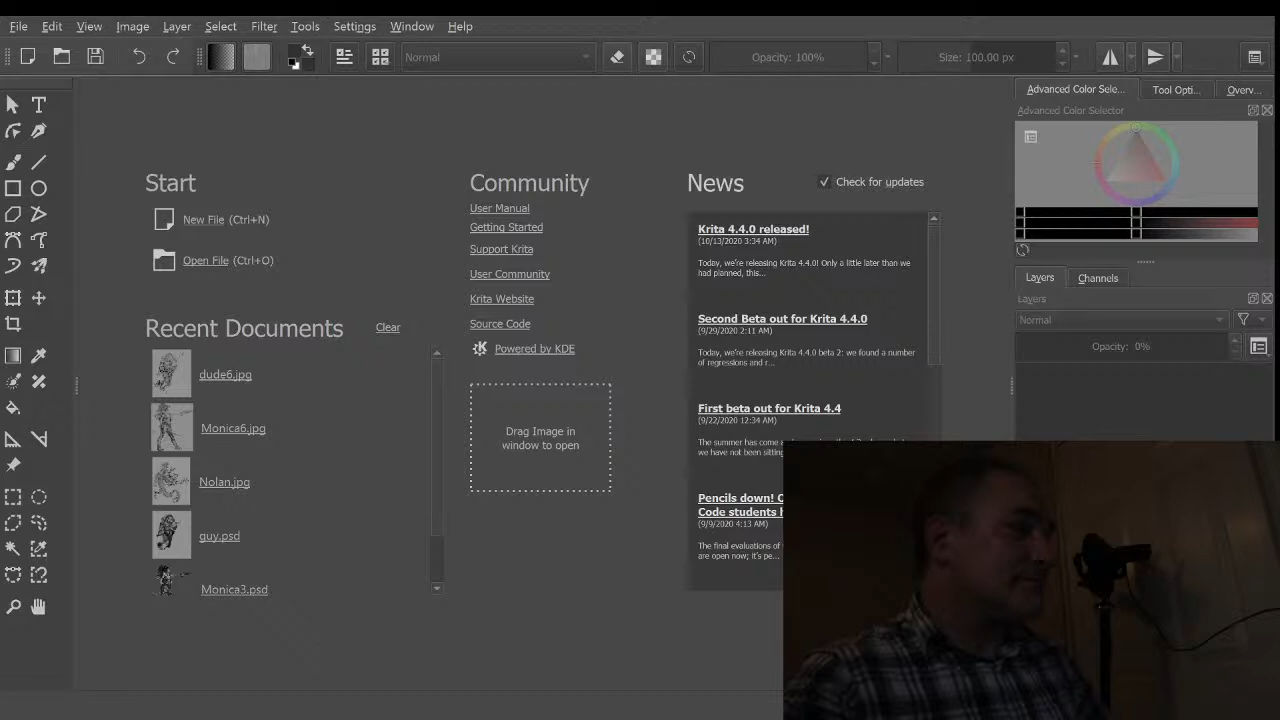 File Edit View Image Layer Select Filter Tools Settings Window Help
Normal
Opacity: 100%
Size: 100.00 px
Advanced Color Sele...
Tool Opti...
Overv...
Advanced Color Selector
Start
New File (Ctrl+N)
Open File (Ctrl+O)
Recent Documents
Clear
dude6.jpg
Monica6.jpg
Nolan.jpg
guy.psd
Monica3.psd
Community
User Manual
Getting Started
Support Krita
User Community
Krita Website
Source Code
Powered by KDE
Drag Image in
window to open
News
Check for updates
Krita 4.4.0 released!
(10/13/2020 3:34 AM)
Today, we're releasing Krita 4.4.0! Only a little later than we
had planned, this...
Second Beta out for Krita 4.4.0
(9/29/2020 2:11 AM)
Today, we're releasing Krita 4.4.0 beta 2: we found a number
of regressions and r...
First beta out for Krita 4.4
(9/22/2020 12:34 AM)
The summer has come
we have not been sitting
Pencils down!
Code students
(9/9/2020 4:13 AM)
The final evaluations of
are open now; it's pe...
Layers
Channels
Layers
Normal
Opacity: 0%